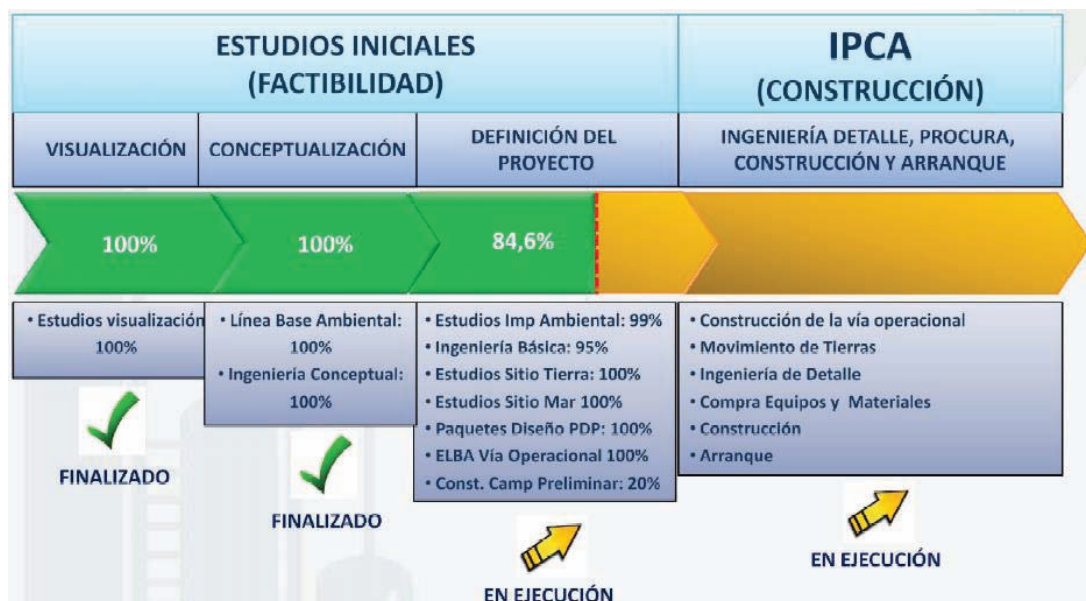 ESTUDIOS INICIALES
(FACTIBILIDAD)
IPCA
(CONSTRUCCIÓN)
VISUALIZACIÓN
CONCEPTUALIZACIÓN
DEFINICIÓN DEL
PROYECTO
INGENIERÍA DETALLE, PROCURA,
CONSTRUCCIÓN Y ARRANQUE
100%
100%
84,6%
• Estudios visualización
100%
FINALIZADO
• Línea Base Ambiental:
100%
• Ingeniería Conceptual:
100%
FINALIZADO
• Estudios Imp Ambiental: 99%
• Ingeniería Básica: 95%
• Estudios Sitio Tierra: 100%
• Estudios Sitio Mar 100%
• Paquetes Diseño PDP: 100%
• ELBA Vía Operacional 100%
• Const. Camp Preliminar: 20%
EN EJECUCIÓN
• Construcción de la vía operacional
• Movimiento de Tierras
• Ingeniería de Detalle
• Compra Equipos y Materiales
• Construcción
• Arranque
EN EJECUCIÓN